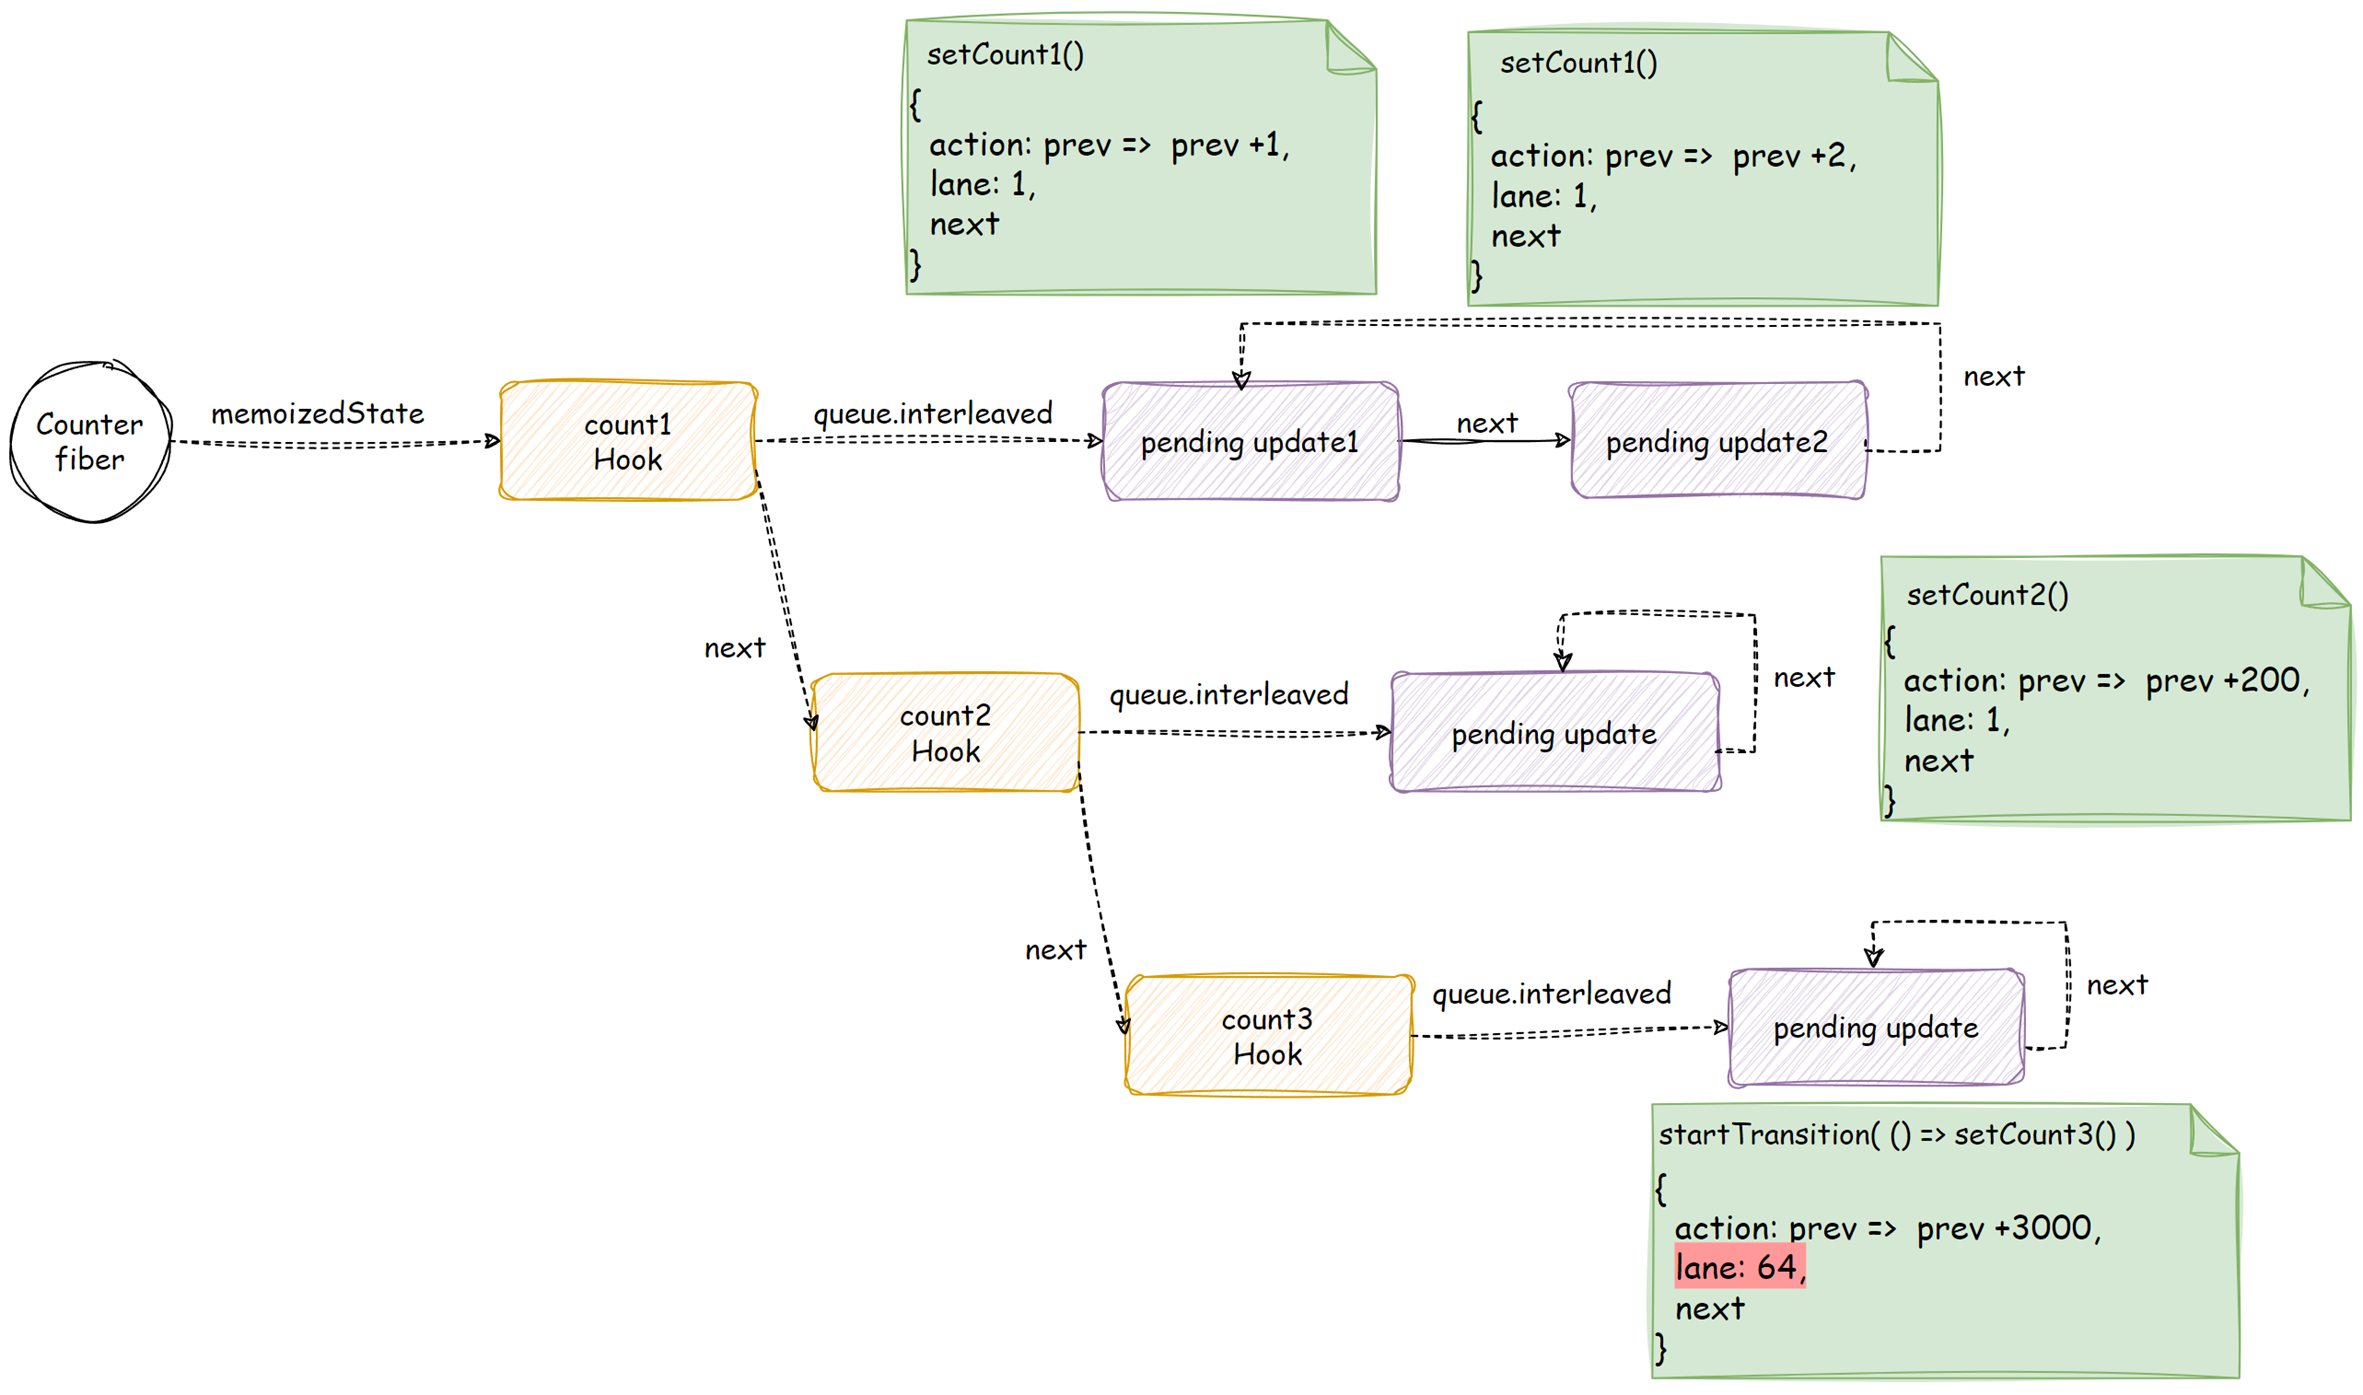 setCount1()
{
action: prev => prev +1,
lane: 1,
next
}
setCount1()
{
action: prev => prev +2,
lane: 1,
next
}
Counter
fiber
memoizedState
count1
Hook
queue.interleaved
pending update1
next
pending update2
next
next
count2
Hook
queue.interleaved
pending update
next
setCount2()
{
action: prev => prev +200,
lane: 1,
next
}
next
count3
Hook
queue.interleaved
pending update
next
startTransition( () => setCount3() )
{
action: prev => prev +3000,
lane: 64,
next
}